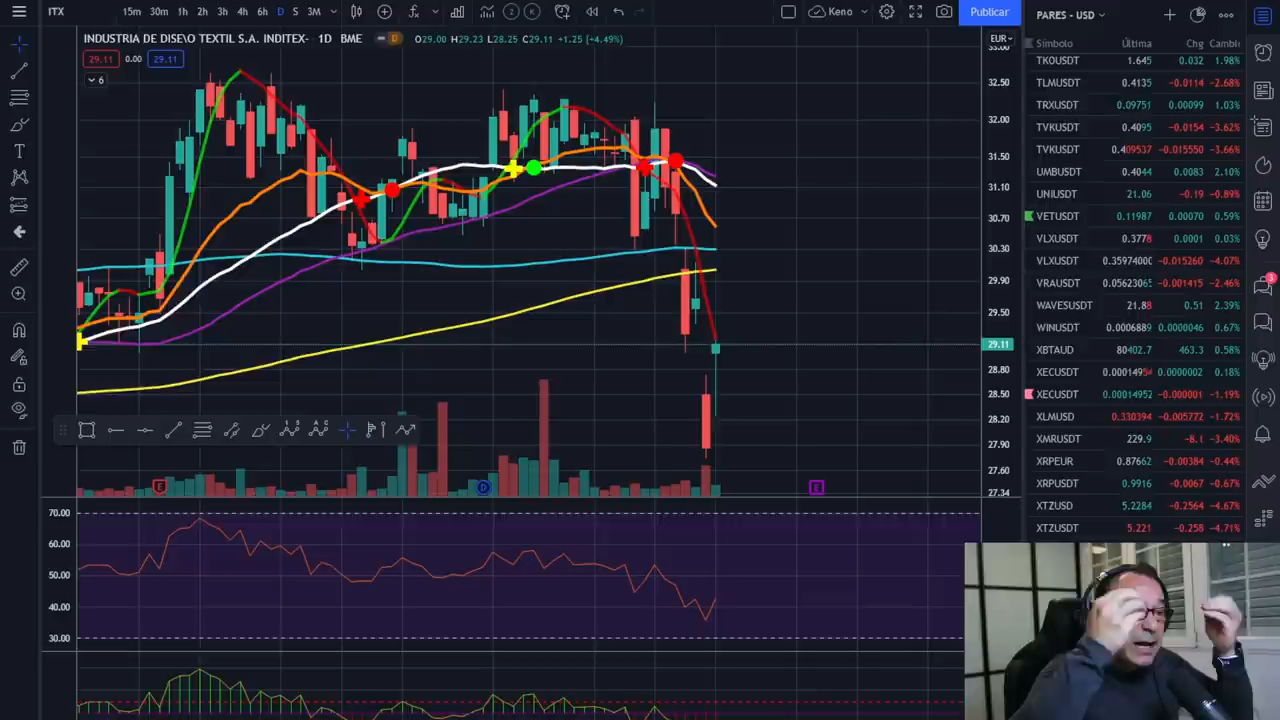 ITX 15m 30m 1h 2h 3h 4h 6h D S 3M Keno Publicar
INDUSTRIA DE DISE\O TEXTIL S.A. INDITEX- 1D BME D O29.00 H29.23 L28.25 C29.11 +1.25 (+4.49%)
EUR
29.11 0.00 29.11
6
33.00
32.50
32.00
31.50
31.10
30.70
30.30
29.90
29.50
29.11
28.80
28.50
28.20
27.90
27.60
27.34
E D E
70.00
60.00
50.00
40.00
30.00
PARES - USD
Símbolo Última Chg Cambi
TKOUSDT 1.645 0.032 1.98%
TLMUSDT 0.4135 -0.0114 -2.68%
TRXUSDT 0.09751 0.00099 1.03%
TVKUSDT 0.4095 -0.0154 -3.62%
TVKUSDT 0.409537 -0.015550 -3.66%
UMBUSDT 0.4044 0.0083 2.10%
UNIUSDT 21.06 -0.19 -0.89%
VETUSDT 0.11987 0.00070 0.59%
VLXUSDT 0.3778 0.0001 0.03%
VLXUSDT 0.35974000 -0.015260 -4.07%
VRAUSDT 0.05623065 -0.001415 -2.46%
WAVESUSDT 21.88 0.51 2.39%
WINUSDT 0.0006889 0.0000046 0.67%
XBTAUD 80402.7 463.3 0.58%
XECUSDT 0.00014954 0.0000002 0.18%
XECUSDT 0.00014952 -0.000001 -1.19%
XLMUSD 0.330394 -0.005772 -1.72%
XMRUSDT 229.9 -8.1 -3.40%
XRPEUR 0.87662 -0.00384 -0.44%
XRPUSDT 0.9916 -0.0067 -0.67%
XTZUSD 5.2284 -0.2564 -4.67%
XTZUSDT 5.221 -0.258 -4.71%
3